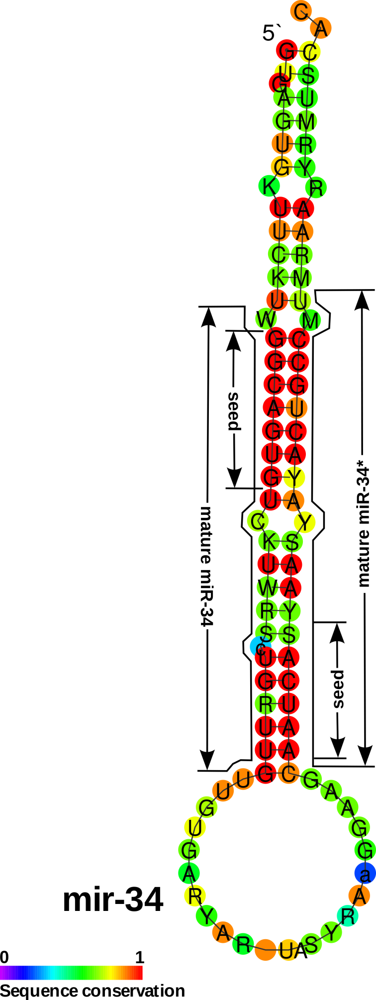 C
A
5`
G C
U S
G
A U
G M
U R
G Y
K R
U A
U A
C R
K M
U U
W M
G C
G C
C G
A U
G C
U A
G Y
U A
C Y
K S
U A
W A
R Y
S S
c
U A
G C
R U
U A
U A
G C
U G
U A
G A
U G
G G
A a
R A
Y R
A Y
R S
U A
seed
mature miR-34
mature miR-34*
seed
mir-34
0 1
Sequence conservation